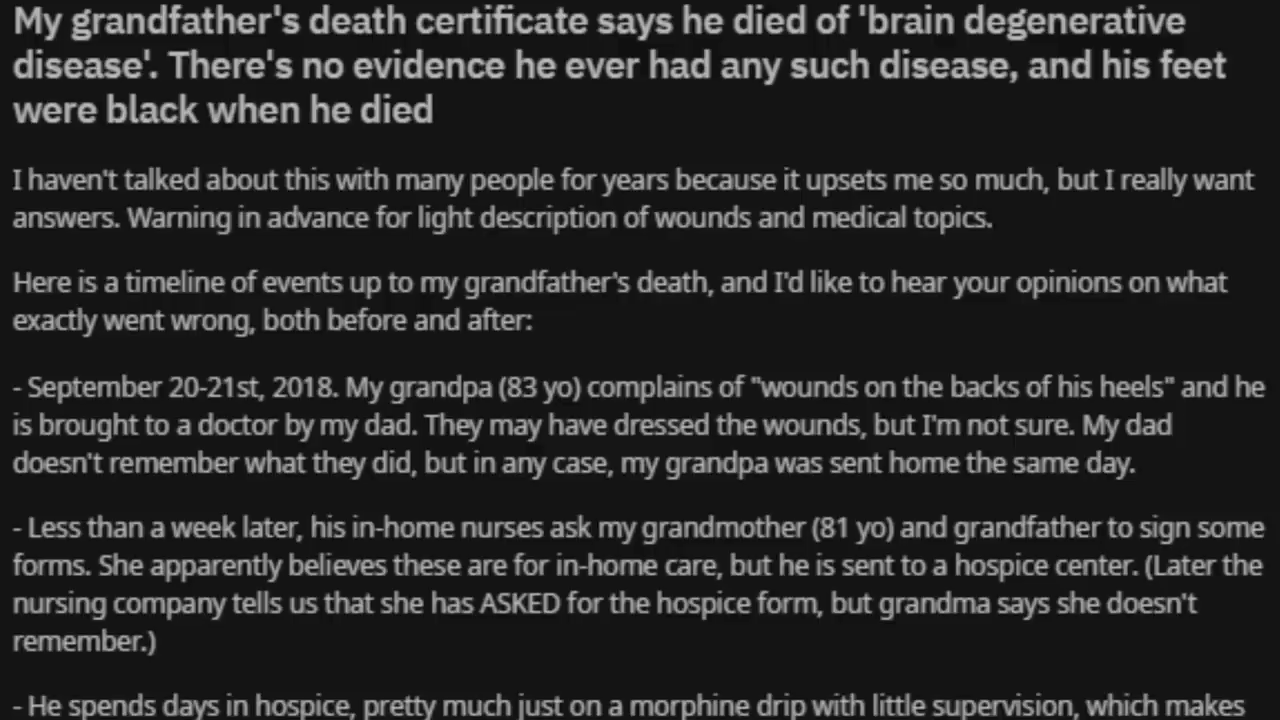 My grandfather's death certificate says he died of 'brain degenerative
disease'. There's no evidence he ever had any such disease, and his feet
were black when he died
I haven't talked about this with many people for years because it upsets me so much, but I really want
answers. Warning in advance for light description of wounds and medical topics.
Here is a timeline of events up to my grandfather's death, and I'd like to hear your opinions on what
exactly went wrong, both before and after:
- September 20-21st, 2018. My grandpa (83 yo) complains of "wounds on the backs of his heels" and he
is brought to a doctor by my dad. They may have dressed the wounds, but I'm not sure. My dad
doesn't remember what they did, but in any case, my grandpa was sent home the same day.
- Less than a week later, his in-home nurses ask my grandmother (81 yo) and grandfather to sign some
forms. She apparently believes these are for in-home care, but he is sent to a hospice center. (Later the
nursing company tells us that she has ASKED for the hospice form, but grandma says she doesn't
remember.)
- He spends days in hospice, pretty much just on a morphine drip with little supervision, which makes